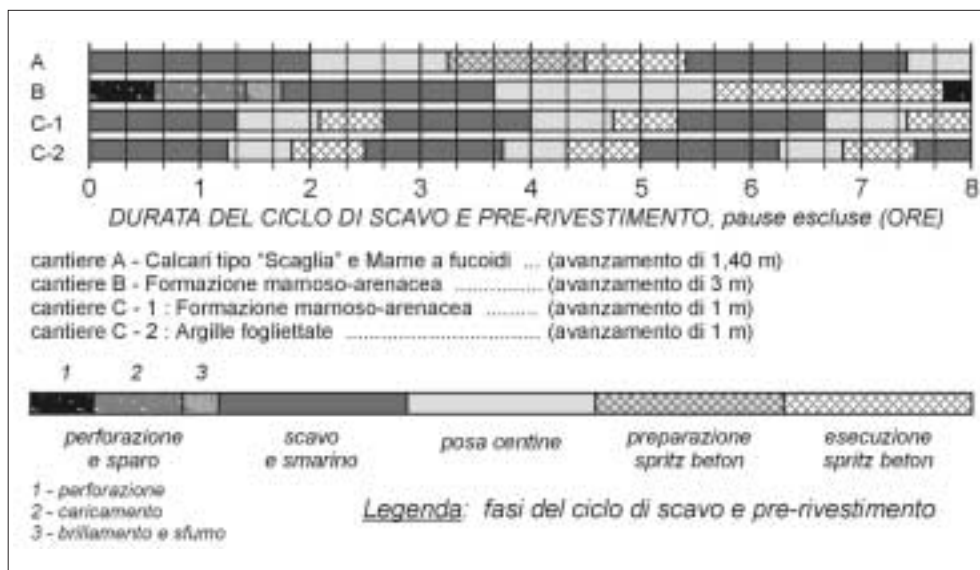 A
B
C-1
C-2
0 1 2 3 4 5 6 7 8
DURATA DEL CICLO DI SCAVO E PRE-RIVESTIMENTO, pause escluse (ORE)
cantiere A - Calcari tipo "Scaglia" e Marne a fucoidi ... (avanzamento di 1,40 m)
cantiere B - Formazione marnoso-arenacea ............... (avanzamento di 3 m)
cantiere C - 1 : Formazione marnoso-arenacea ......... (avanzamento di 1 m)
cantiere C - 2 : Argille fogliettate ................................. (avanzamento di 1 m)
1 2 3
perforazione e sparo
scavo e smarino
posa centine
preparazione spritz beton
esecuzione spritz beton
1 - perforazione
2 - caricamento
3 - brillamento e sfumo
Legenda: fasi del ciclo di scavo e pre-rivestimento